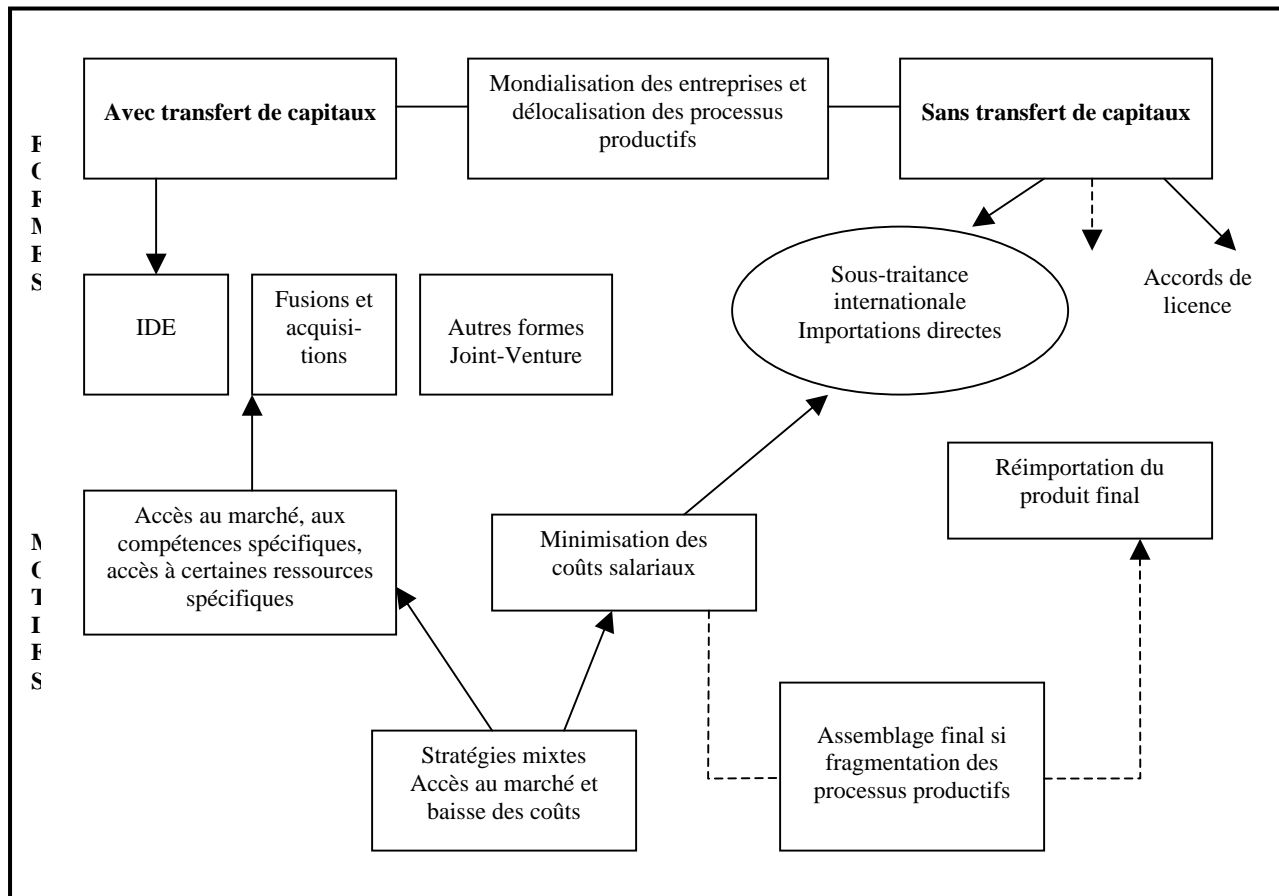 Avec transfert de capitaux
Mondialisation des entreprises et
délocalisation des processus
productifs
Sans transfert de capitaux
F
O
R
M
E
S
IDE
Fusions et
acquisi-
tions
Autres formes
Joint-Venture
Sous-traitance
internationale
Importations directes
Accords de
licence
Réimportation du
produit final
M
O
T
I
F
S
Accès au marché, aux
compétences spécifiques,
accès à certaines ressources
spécifiques
Minimisation des
coûts salariaux
Stratégies mixtes
Accès au marché et
baisse des coûts
Assemblage final si
fragmentation des
processus productifs